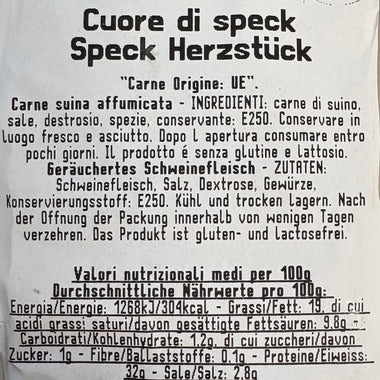 Cuore di speck
Speck Herzstück
"Carne Origine: UE".
Carne suina affumicata - INGREDIENTI: carne di suino,
sale, destrosio, spezie, conservante: E250. Conservare in
luogo fresco e asciutto. Dopo l apertura consumare entro
pochi giorni. Il prodotto é senza glutine e lattosio.
Geräuchertes Schweinefleisch - ZUTATEN:
Schweinefleisch, Salz, Dextrose, Gewürze,
Konservierungsstoff: E250. Kühl und trocken lagern. Nach
der Öffnung der Packung innerhalb von wenigen Tagen
verzehren. Das Produkt ist gluten- und lactosefrei.
Valori nutrizionali medi per 100g
Durchschnittliche Nährwerte pro 100g:
Energia/Energie: 1268kJ/304kcal - Grassi/Fett: 19, di cui
acidi grassi saturi/davon gesättigte Fettsäuren: 9.8g -
Carboidrati/Kohlenhydrate: 1.2g, di cui zuccheri/davon
Zucker: 1g - Fibre/Ballaststoffe: 0.1g - Proteine/Eiweiss:
32g - Sale/Salz: 2.8g